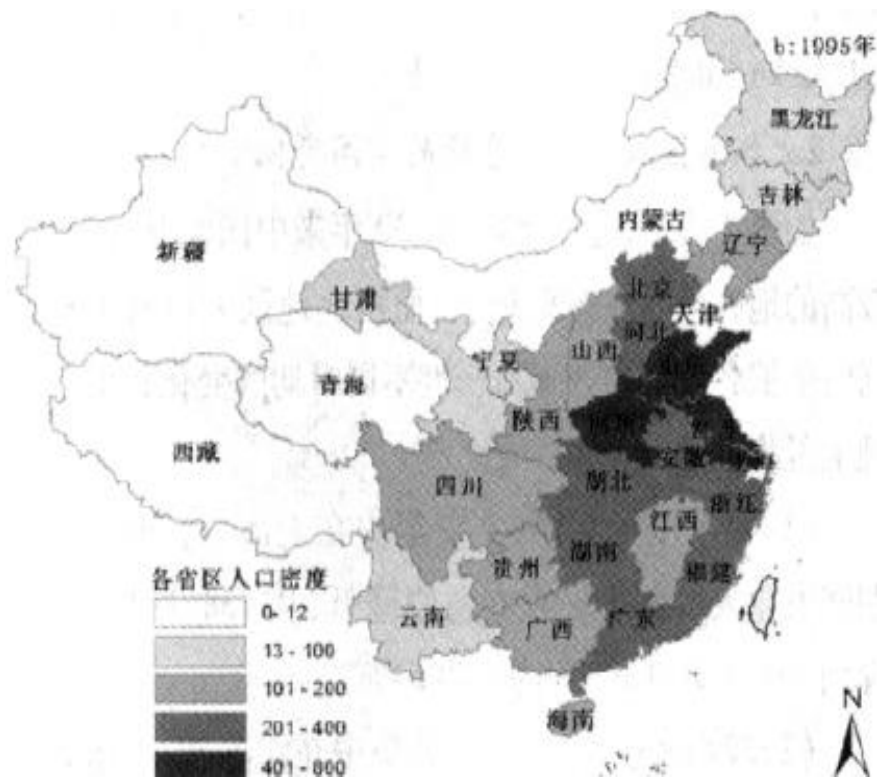 b:1995年
黑龙江
吉林
内蒙古
辽宁
新疆
北京
甘肃
天津
河北
山西
宁夏
青海
陕西
西藏
安徽
四川
湖北
浙江
江西
湖南
贵州
福建
各省区人口密度
0-12
云南
广西
广东
13-100
101-200
海南
N
201-400
401-800